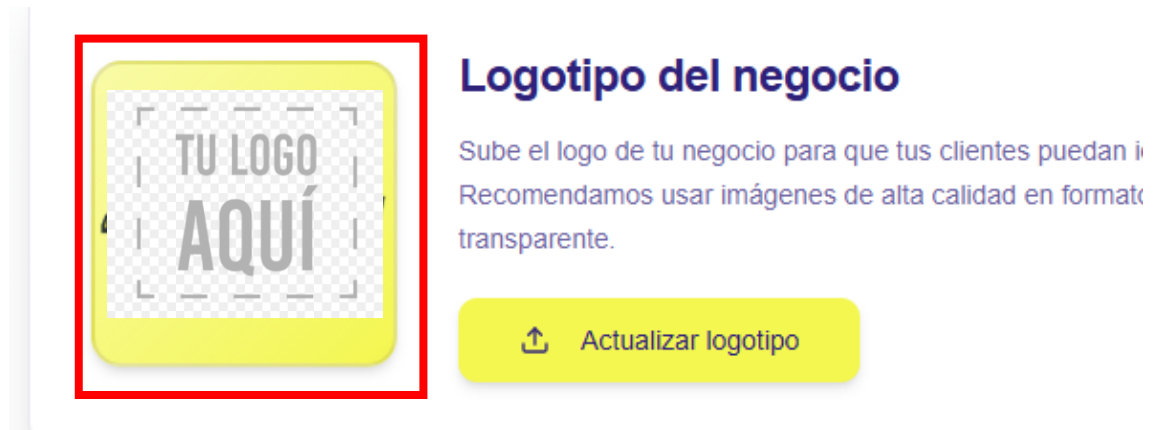 TU LOGO
AQUÍ
Logotipo del negocio
Sube el logo de tu negocio para que tus clientes puedan
Recomendamos usar imágenes de alta calidad en formato
transparente.
Actualizar logotipo